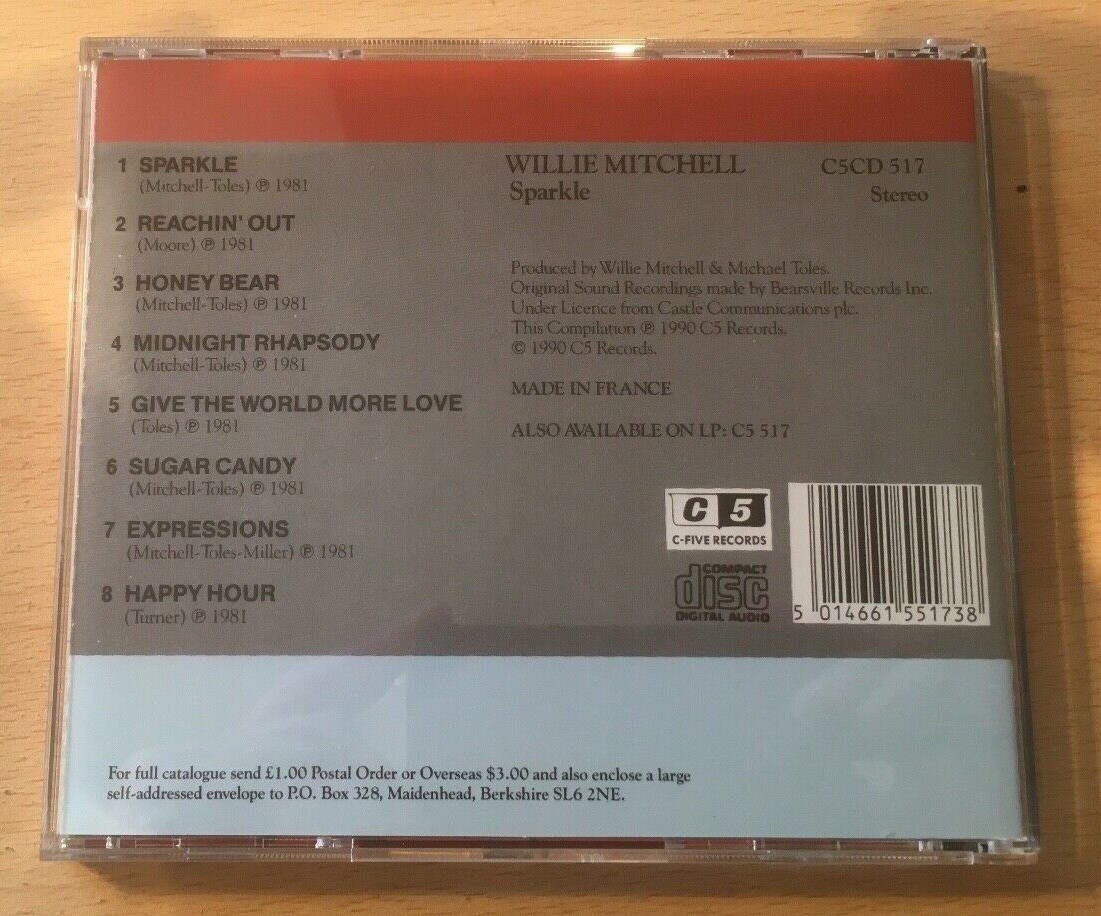 1 SPARKLE
(Mitchell-Toles) ℗ 1981
2 REACHIN' OUT
(Moore) ℗ 1981
3 HONEY BEAR
(Mitchell-Toles) ℗ 1981
4 MIDNIGHT RHAPSODY
(Mitchell-Toles) ℗ 1981
5 GIVE THE WORLD MORE LOVE
(Toles) ℗ 1981
6 SUGAR CANDY
(Mitchell-Toles) ℗ 1981
7 EXPRESSIONS
(Mitchell-Toles-Miller) ℗ 1981
8 HAPPY HOUR
(Turner) ℗ 1981
WILLIE MITCHELL
Sparkle
C5CD 517
Stereo
Produced by Willie Mitchell & Michael Toles.
Original Sound Recordings made by Bearsville Records Inc.
Under Licence from Castle Communications plc.
This Compilation ℗ 1990 C5 Records.
© 1990 C5 Records.
MADE IN FRANCE
ALSO AVAILABLE ON LP: C5 517
C 5
C-FIVE RECORDS
COMPACT
disc
DIGITAL AUDIO
5 014661 551738
For full catalogue send £1.00 Postal Order or Overseas $3.00 and also enclose a large
self-addressed envelope to P.O. Box 328, Maidenhead, Berkshire SL6 2NE.